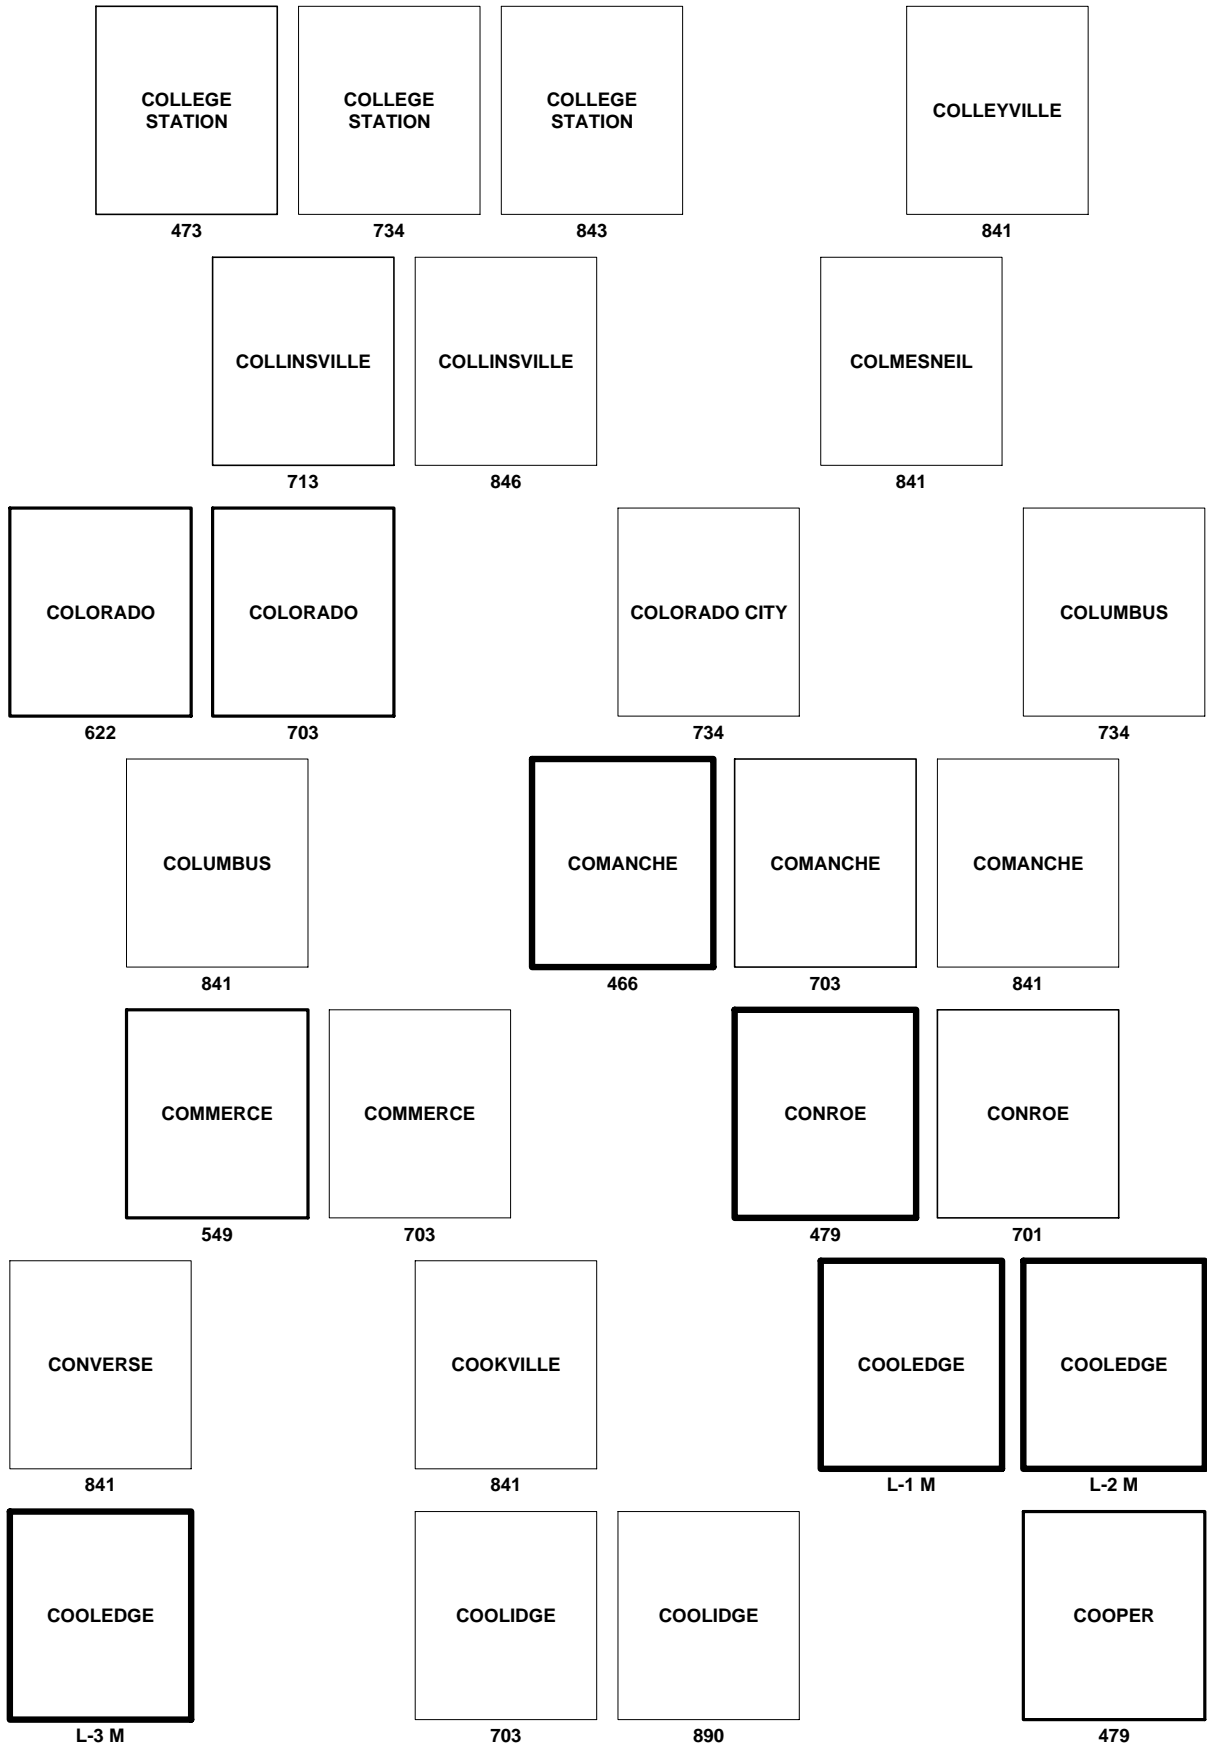 COLLEGE
STATION
473
COLLEGE
STATION
734
COLLEGE
STATION
843
COLLEYVILLE
841
COLLINSVILLE
713
COLLINSVILLE
846
COLMESNEIL
841
COLORADO
622
COLORADO
703
COLORADO CITY
734
COLUMBUS
734
COLUMBUS
841
COMANCHE
466
COMANCHE
703
COMANCHE
841
COMMERCE
549
COMMERCE
703
CONROE
479
CONROE
701
CONVERSE
841
COOKVILLE
841
COOLEDGE
L-1 M
COOLEDGE
L-2 M
COOLEDGE
L-3 M
COOLIDGE
703
COOLIDGE
890
COOPER
479